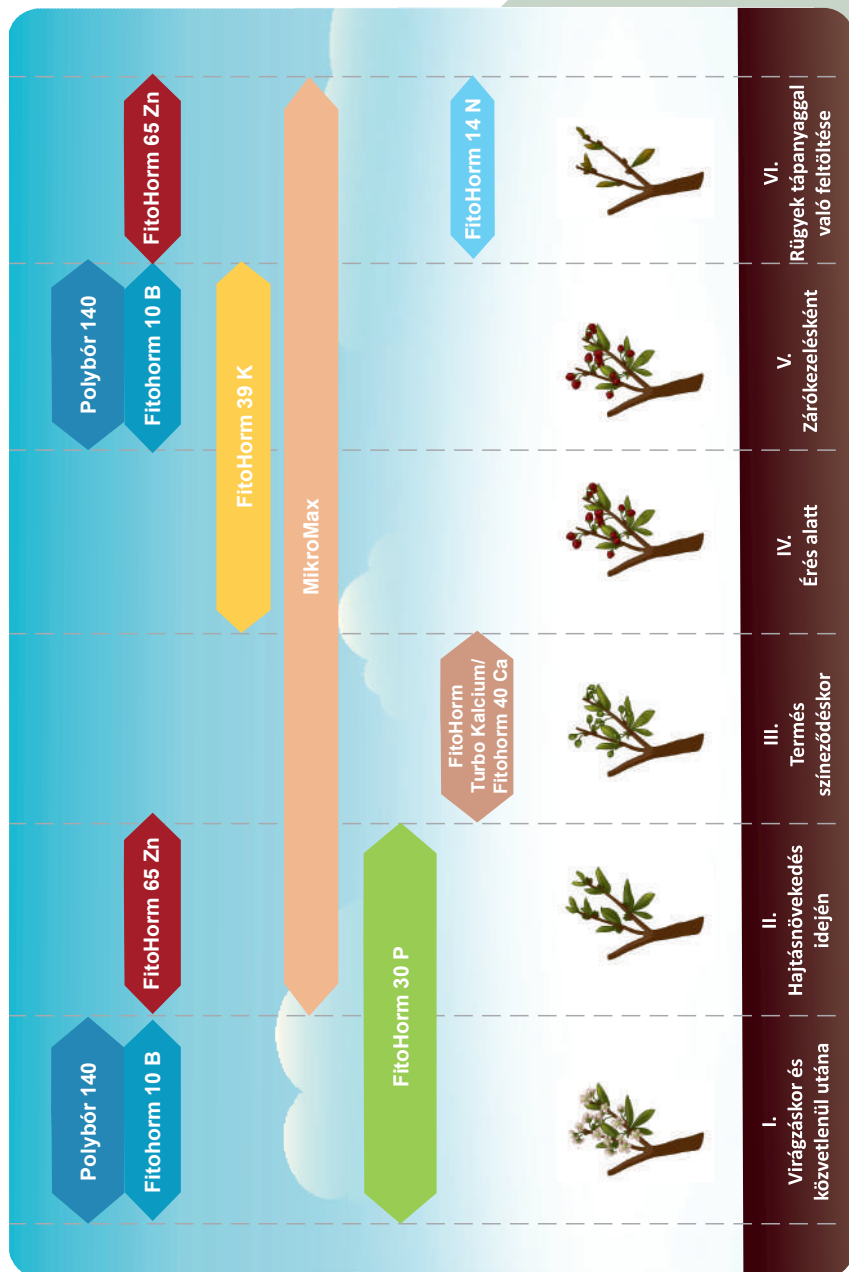 Polybór 140
Polybór 140
Fitohorm 10 B
FitoHorm 65 Zn
Fitohorm 10 B
FitoHorm 65 Zn
FitoHorm 39 K
MikroMax
FitoHorm 30 P
FitoHorm
Turbo Kalcium/
Fitohorm 40 Ca
FitoHorm 14 N
I.
Virágzáskor és
közvetlenül utána
II.
Hajtásnövekedés
idején
III.
Termés
színeződéskor
IV.
Érés alatt
V.
Zárókezelésként
VI.
Rügyek tápanyaggal
való feltöltése